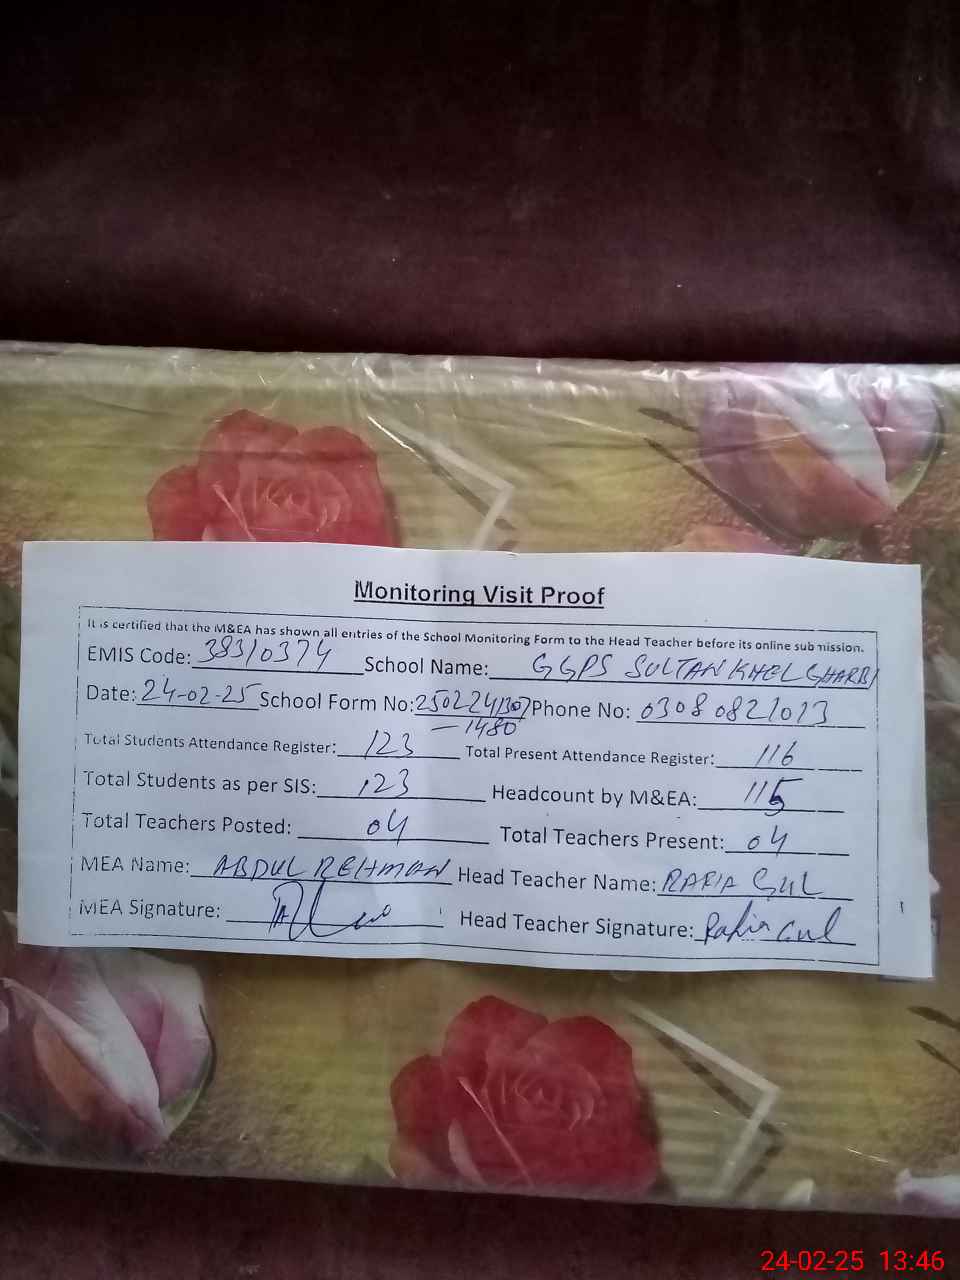 Monitoring Visit Proof
It is certified that the M&EA has shown all entries of the School Monitoring Form to the Head Teacher before its online submission.
EMIS Code: 38310374 School Name: GGPS SULTAN KHEL GHARBI
Date: 24-02-25 School Form No: 2502241307 Phone No: 03080821013
—1480
Total Students Attendance Register: 123 Total Present Attendance Register: 116
Total Students as per SIS: 123 Headcount by M&EA: 115
Total Teachers Posted: 04 Total Teachers Present: 04
MEA Name: ABDUL REHMAN Head Teacher Name: RAFIA GUL
MEA Signature: Head Teacher Signature: Rafia Gul
24-02-25 13:46